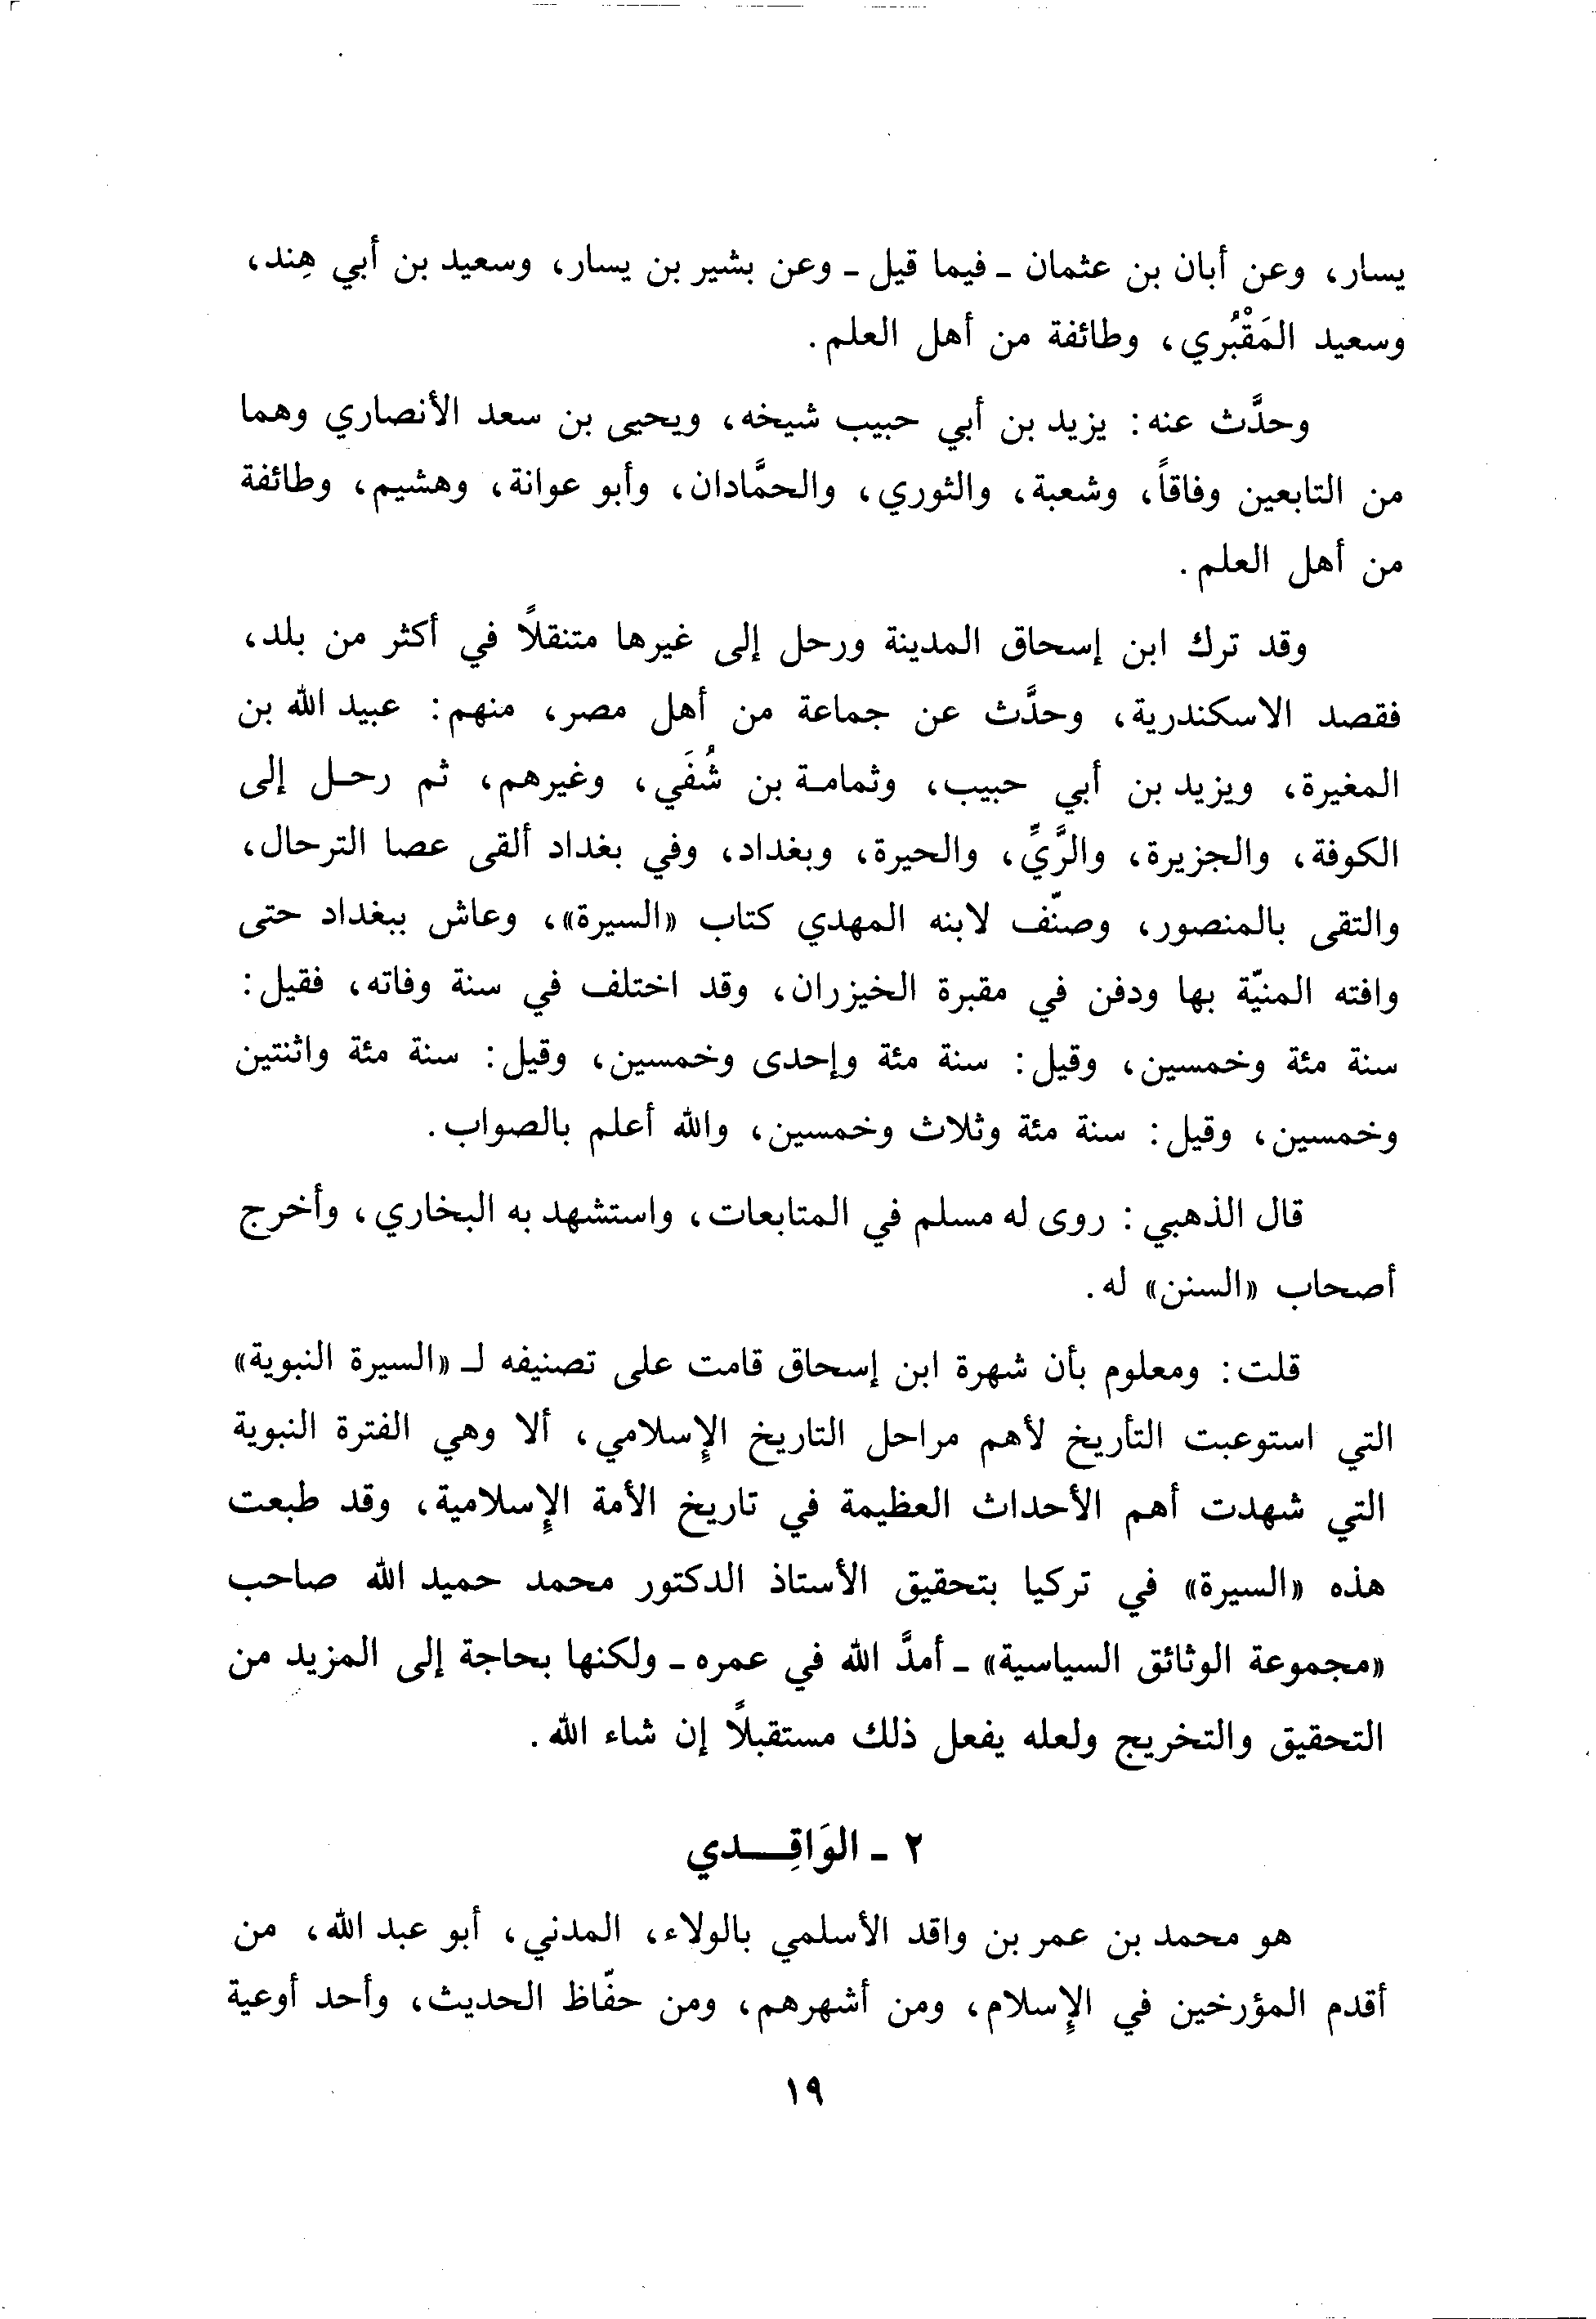 يسار، وعن أبان بن عثمان - فيما قيل - وعن بشير بن يسار، وسعيد بن أبي هِند،
وسعيد المَقْبُري، وطائفة من أهل العلم.
وحدَّث عنه: يزيد بن أبي حبيب شيخه، ويحيى بن سعد الأنصاري وهما
من التابعين وفاقاً، وشعبة، والثوري، والحمَّادان، وأبو عوانة، وهشيم، وطائفة
من أهل العلم.
وقد ترك ابن إسحاق المدينة ورحل إلى غيرها متنقلاً في أكثر من بلد،
فقصد الاسكندرية، وحدَّث عن جماعة من أهل مصر، منهم: عبيد الله بن
المغيرة، ويزيد بن أبي حبيب، وثمامـة بن شُفَي، وغيرهم، ثم رحـل إلى
الكوفة، والجزيرة، والرَّيِّ، والحيرة، وبغداد، وفي بغداد ألقى عصا الترحال،
والتقى بالمنصور، وصنّف لابنه المهدي كتاب «السيرة»، وعاش ببغداد حتى
وافته المنيّة بها ودفن في مقبرة الخيزران، وقد اختلف في سنة وفاته، فقيل:
سنة مئة وخمسين، وقيل: سنة مئة وإحدى وخمسين، وقيل: سنة مئة واثنتين
وخمسين، وقيل: سنة مئة وثلاث وخمسين، والله أعلم بالصواب.
قال الذهبي: روى له مسلم في المتابعات، واستشهد به البخاري، وأخرج
أصحاب «السنن» له.
قلت: ومعلوم بأن شهرة ابن إسحاق قامت على تصنيفه لـ «السيرة النبوية»
التي استوعبت التأريخ لأهم مراحل التاريخ الإسلامي، ألا وهي الفترة النبوية
التي شهدت أهم الأحداث العظيمة في تاريخ الأمة الإسلامية، وقد طبعت
هذه «السيرة» في تركيا بتحقيق الأستاذ الدكتور محمد حميد الله صاحب
«مجموعة الوثائق السياسية» - أمدَّ الله في عمره - ولكنها بحاجة إلى المزيد من
التحقيق والتخريج ولعله يفعل ذلك مستقبلاً إن شاء الله.
٢ - الوَاقِـــدي
هو محمد بن عمر بن واقد الأسلمي بالولاء، المدني، أبو عبد الله، من
أقدم المؤرخين في الإسلام، ومن أشهرهم، ومن حفّاظ الحديث، وأحد أوعية
١٩